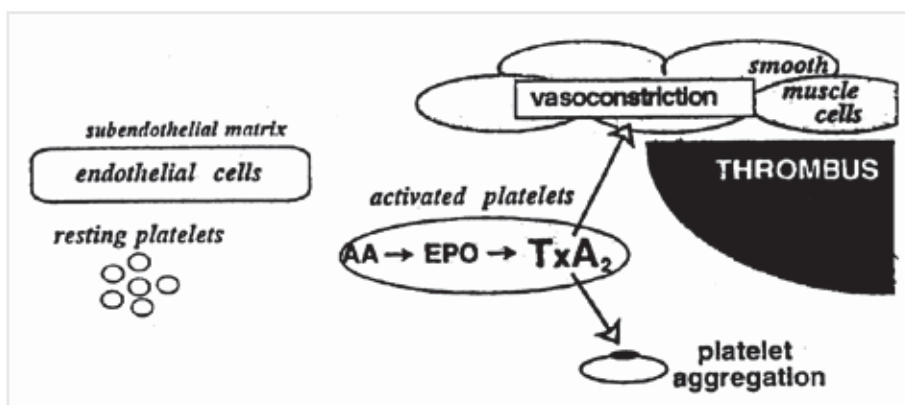 smooth
muscle
cells
vasoconstriction
subendothelial matrix
endothelial cells
THROMBUS
activated platelets
resting platelets
AA → EPO → TxA₂
platelet
aggregation